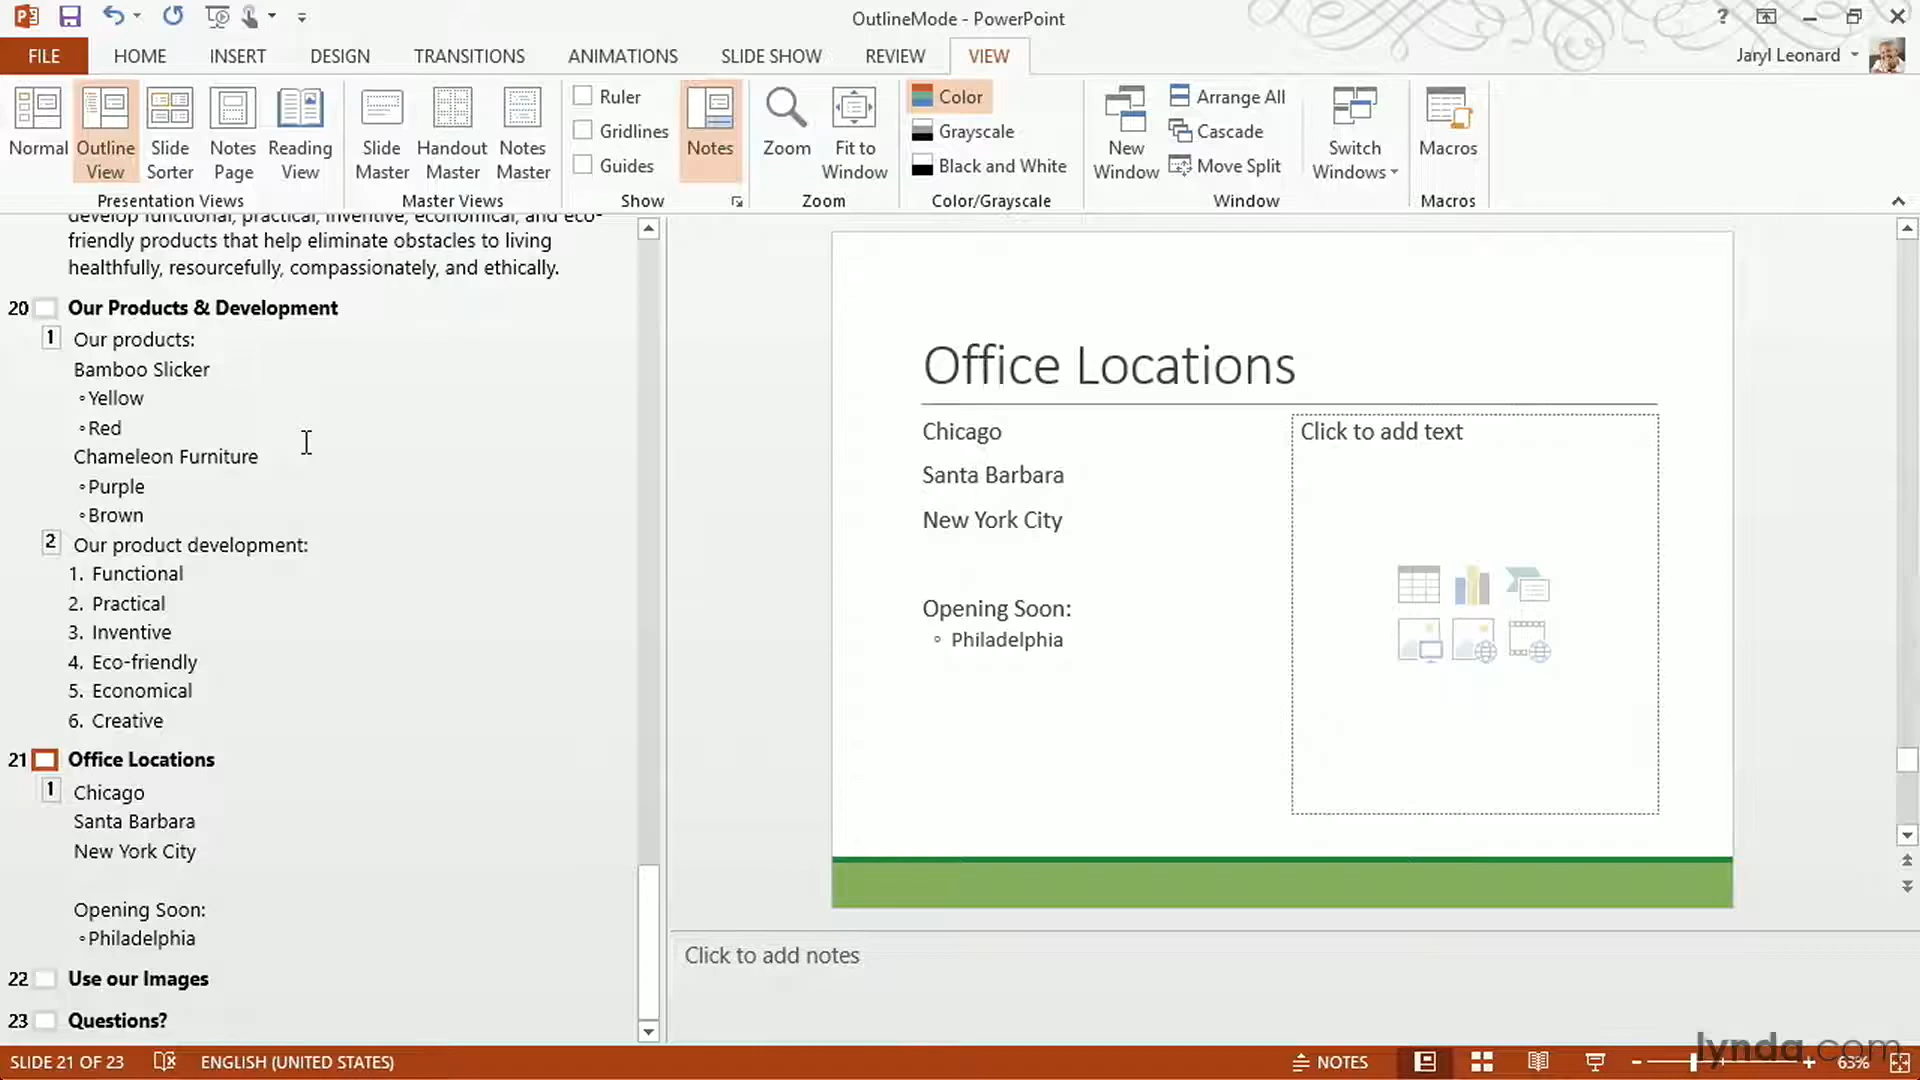 OutlineMode - PowerPoint
?
FILE HOME INSERT DESIGN TRANSITIONS ANIMATIONS SLIDE SHOW REVIEW VIEW
Jaryl Leonard
Normal
Outline View
Slide Sorter
Notes Page
Reading View
Presentation Views
Slide Master
Handout Master
Notes Master
Master Views
Ruler
Gridlines
Guides
Notes
Show
Zoom
Fit to Window
Zoom
Color
Grayscale
Black and White
Color/Grayscale
New Window
Arrange All
Cascade
Move Split
Switch Windows
Window
Macros
Macros
develop functional, practical, inventive, economical, and eco-
friendly products that help eliminate obstacles to living
healthfully, resourcefully, compassionately, and ethically.
20 Our Products & Development
1 Our products:
Bamboo Slicker
◦Yellow
◦Red
Chameleon Furniture
◦Purple
◦Brown
2 Our product development:
1. Functional
2. Practical
3. Inventive
4. Eco-friendly
5. Economical
6. Creative
21 Office Locations
1 Chicago
Santa Barbara
New York City
Opening Soon:
◦Philadelphia
22 Use our Images
23 Questions?
Office Locations
Chicago
Santa Barbara
New York City
Opening Soon:
◦ Philadelphia
Click to add text
Click to add notes
SLIDE 21 OF 23 ENGLISH (UNITED STATES) NOTES 63%
lynda.com